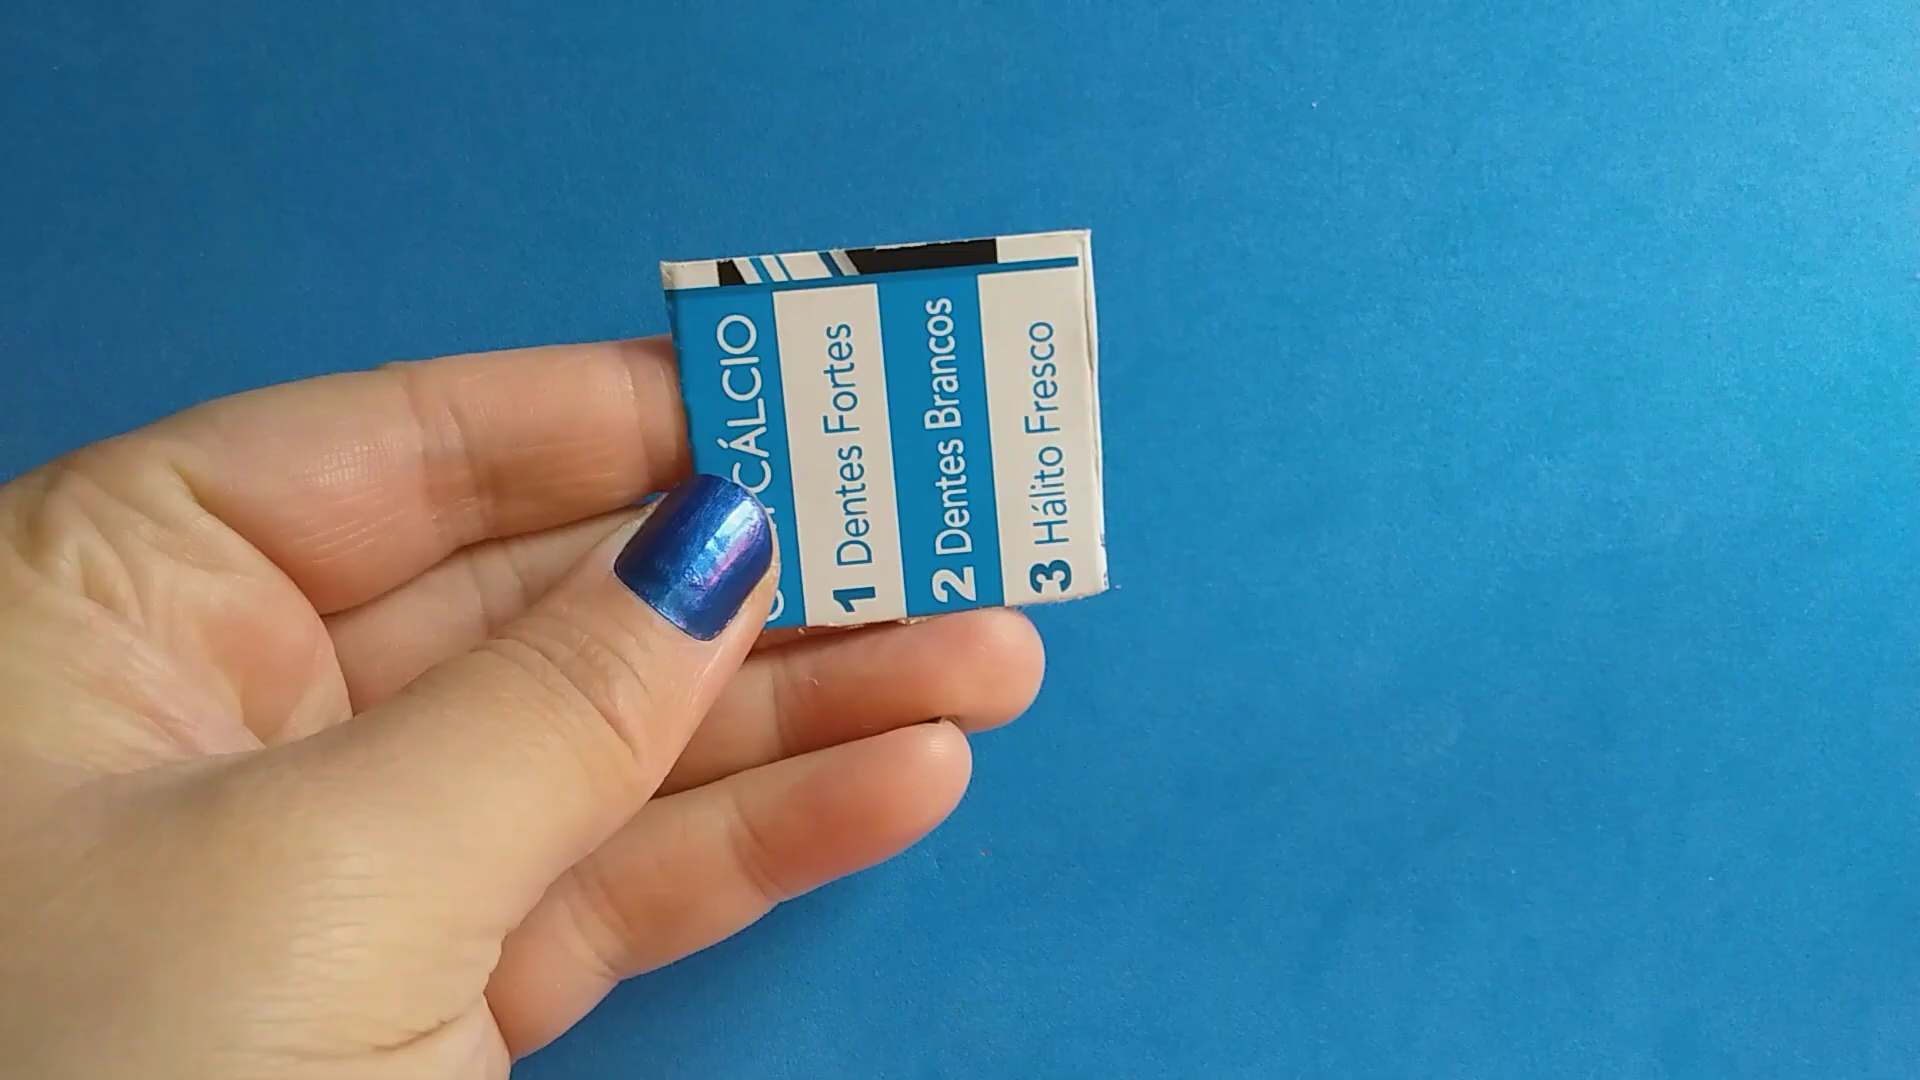 CÁLCIO
1 Dentes Fortes
2 Dentes Brancos
3 Hálito Fresco